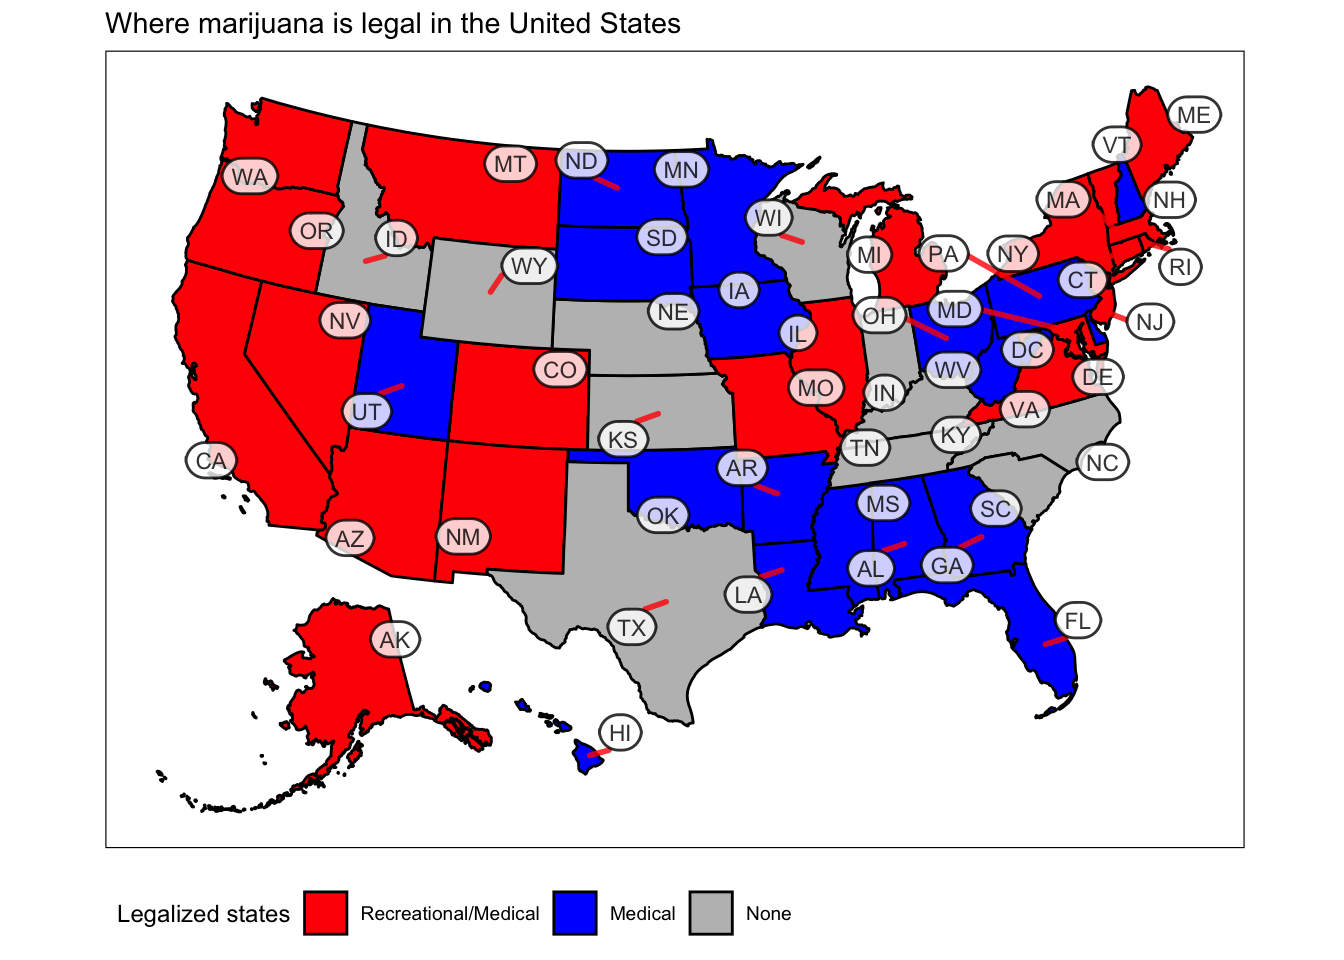 Where marijuana is legal in the United States
ME
VT
ND
MT
MN
WA
MA
NH
WI
OR
ID
SD
MI
PA
NY
WY
RI
CT
IA
NE
OH
MD
NV
NJ
IL
DC
CO
WV
DE
MO
IN
UT
VA
KS
KY
TN
CA
AR
NC
MS
SC
OK
AZ
NM
AL
GA
LA
FL
TX
AK
HI
Legalized states
Recreational/Medical
Medical
None